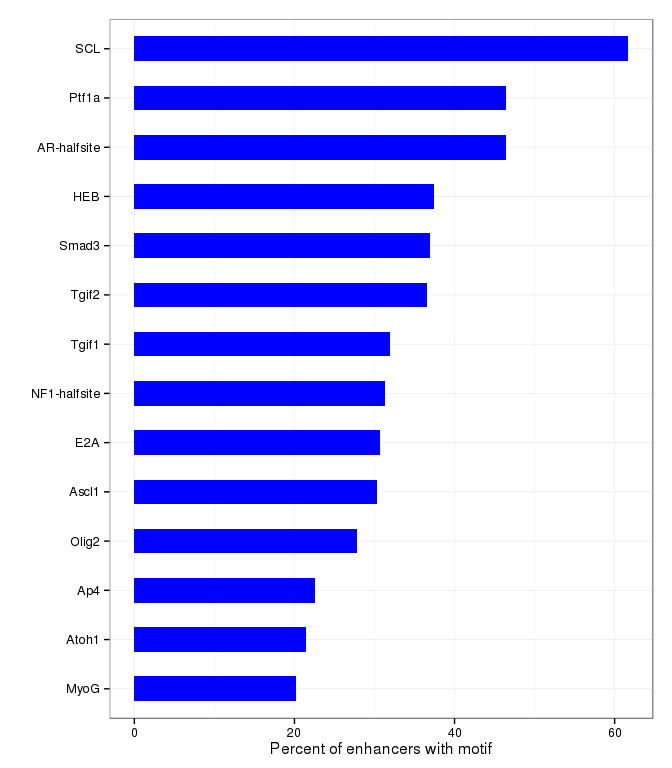 SCL
Ptf1a
AR-halfsite
HEB
Smad3
Tgif2
Tgif1
NF1-halfsite
E2A
Ascl1
Olig2
Ap4
Atoh1
MyoG
0 20 40 60
Percent of enhancers with motif